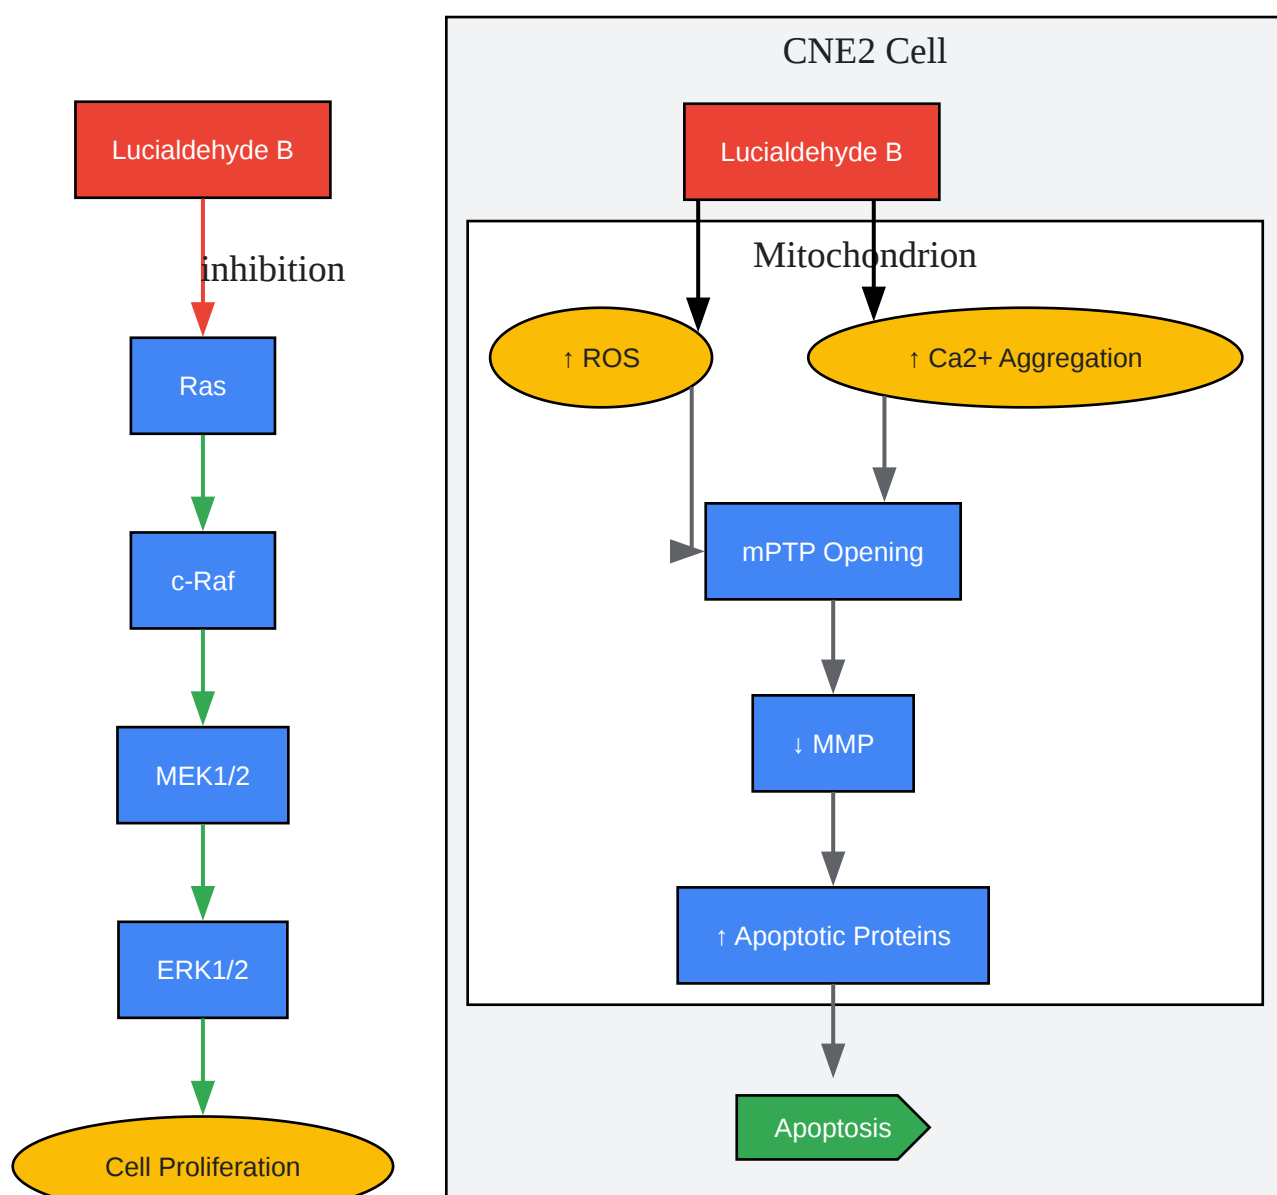 Lucialdehyde B
inhibition
Ras
c-Raf
MEK1/2
ERK1/2
Cell Proliferation
CNE2 Cell
Lucialdehyde B
Mitochondrion
↑ ROS
↑ Ca2+ Aggregation
mPTP Opening
↓ MMP
↑ Apoptotic Proteins
Apoptosis